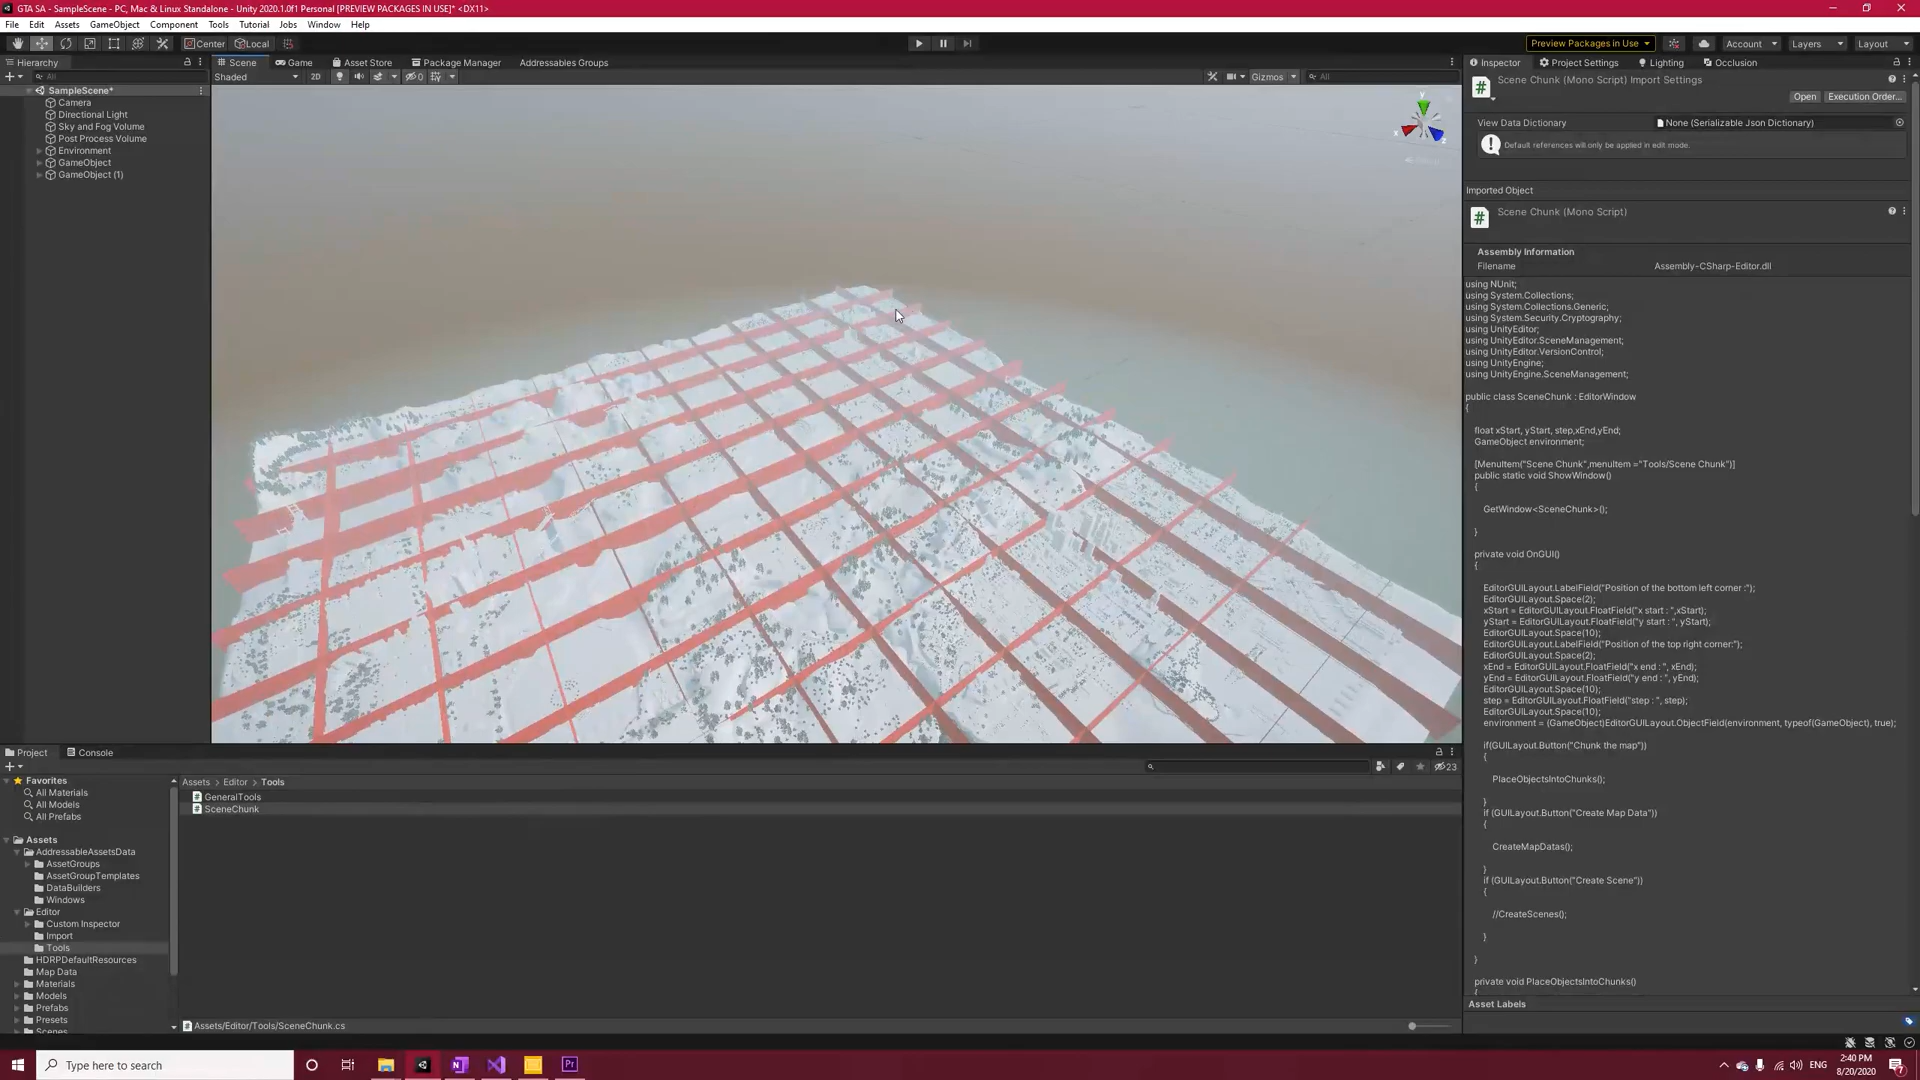 GTA SA - SampleScene - PC, Mac & Linux Standalone - Unity 2020.1.0f1 Personal [PREVIEW PACKAGES IN USE]* <DX11>
File Edit Assets GameObject Component Tools Tutorial Jobs Window Help
Center Local
Preview Packages in Use Account Layers Layout
Hierarchy
Scene Game Asset Store Package Manager Addressables Groups
Inspector Project Settings Lighting Occlusion
All
Shaded 2D 0 Gizmos All
SampleScene*
Camera
Directional Light
Sky and Fog Volume
Post Process Volume
Environment
GameObject
GameObject (1)
y
x
z
Scene Chunk (Mono Script) Import Settings
Open Execution Order...
View Data Dictionary None (Serializable Json Dictionary)
Default references will only be applied in edit mode.
Imported Object
Scene Chunk (Mono Script)
Assembly Information
Filename Assembly-CSharp-Editor.dll
using NUnit;
using System.Collections;
using System.Collections.Generic;
using System.Security.Cryptography;
using UnityEditor;
using UnityEditor.SceneManagement;
using UnityEditor.VersionControl;
using UnityEngine;
using UnityEngine.SceneManagement;
public class SceneChunk : EditorWindow
{
float xStart, yStart, step,xEnd,yEnd;
GameObject environment;
[MenuItem("Scene Chunk",menuItem ="Tools/Scene Chunk")]
public static void ShowWindow()
{
GetWindow<SceneChunk>();
}
private void OnGUI()
{
EditorGUILayout.LabelField("Position of the bottom left corner :");
EditorGUILayout.Space(2);
xStart = EditorGUILayout.FloatField("x start : ",xStart);
yStart = EditorGUILayout.FloatField("y start : ", yStart);
EditorGUILayout.Space(10);
EditorGUILayout.LabelField("Position of the top right corner:");
EditorGUILayout.Space(2);
xEnd = EditorGUILayout.FloatField("x end : ", xEnd);
yEnd = EditorGUILayout.FloatField("y end : ", yEnd);
EditorGUILayout.Space(10);
step = EditorGUILayout.FloatField("step : ", step);
EditorGUILayout.Space(10);
environment = (GameObject)EditorGUILayout.ObjectField(environment, typeof(GameObject), true);
if(GUILayout.Button("Chunk the map"))
{
PlaceObjectsIntoChunks();
}
if (GUILayout.Button("Create Map Data"))
{
CreateMapDatas();
}
if (GUILayout.Button("Create Scene"))
{
//CreateScenes();
}
}
private void PlaceObjectsIntoChunks()
{
Asset Labels
Project Console
23
Favorites
All Materials
All Models
All Prefabs
Assets
AddressableAssetsData
AssetGroups
AssetGroupTemplates
DataBuilders
Windows
Editor
Custom Inspector
Import
Tools
HDRPDefaultResources
Map Data
Materials
Models
Prefabs
Presets
Scenes
Assets > Editor > Tools
GeneralTools
SceneChunk
Assets/Editor/Tools/SceneChunk.cs
Type here to search
Pr
ENG
2:40 PM
8/20/2020
7